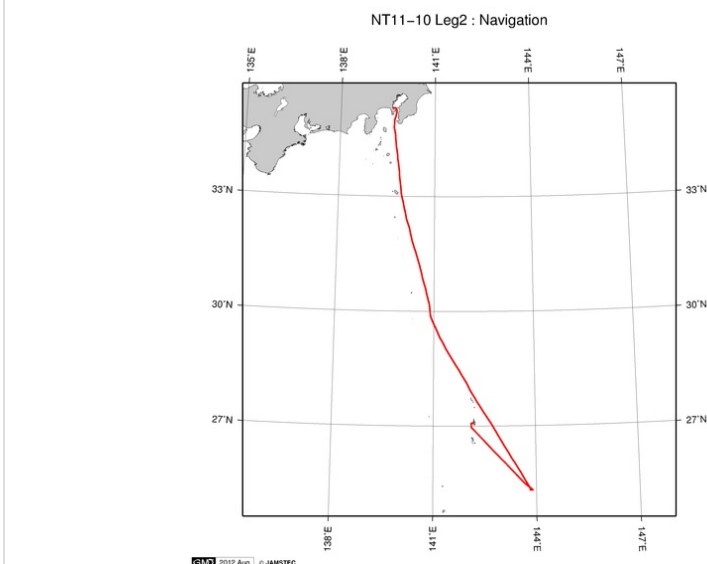 NT11−10 Leg2 : Navigation
135°E 138°E 141°E 144°E 147°E
33°N 33°N
30°N 30°N
27°N 27°N
138°E 141°E 144°E 147°E
GMD 2012 Aug © JAMSTEC